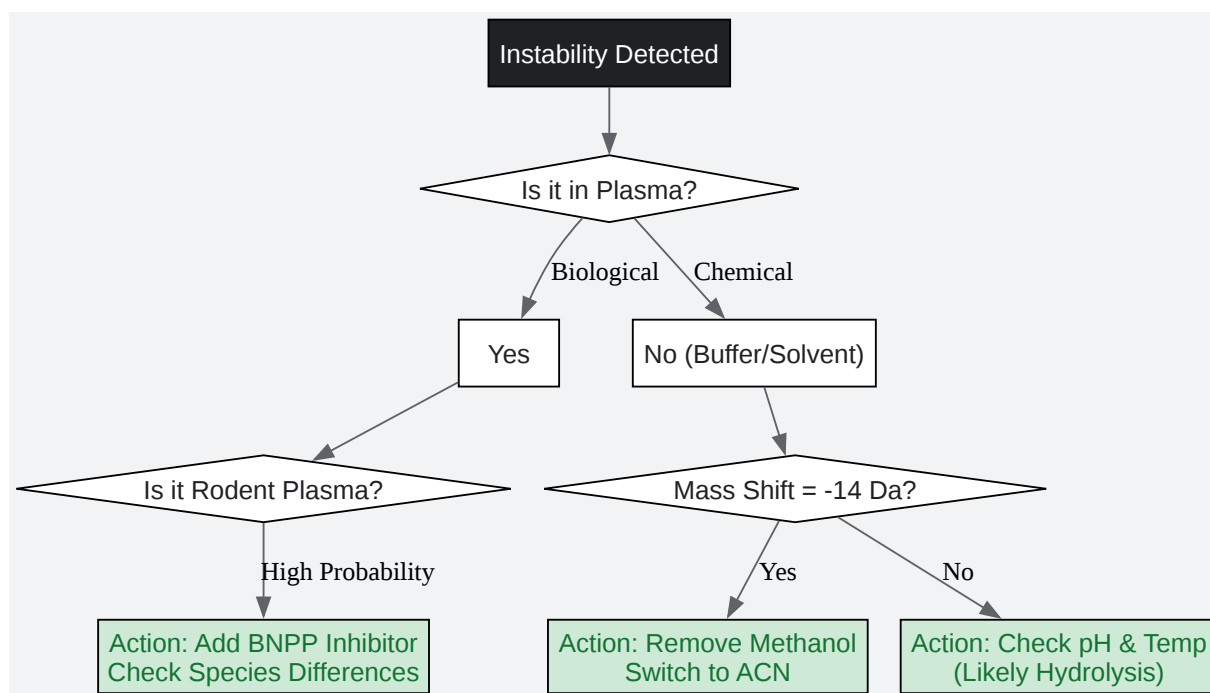 Instability Detected
Is it in Plasma?
Biological
Chemical
Yes
No (Buffer/Solvent)
Is it Rodent Plasma?
Mass Shift = -14 Da?
High Probability
Yes
No
Action: Add BNPP Inhibitor
Check Species Differences
Action: Remove Methanol
Switch to ACN
Action: Check pH & Temp
(Likely Hydrolysis)